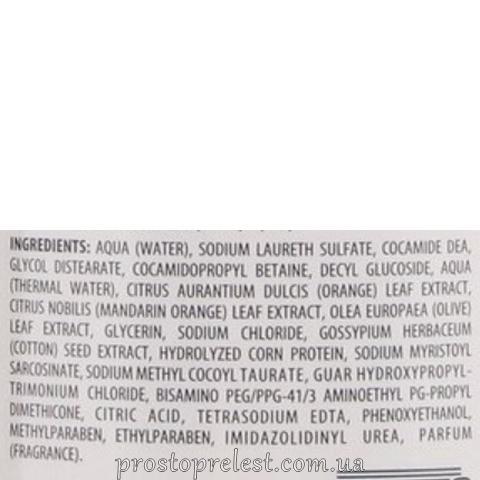 INGREDIENTS: AQUA (WATER), SODIUM LAURETH SULFATE, COCAMIDE DEA,
GLYCOL DISTEARATE, COCAMIDOPROPYL BETAINE, DECYL GLUCOSIDE, AQUA
(THERMAL WATER), CITRUS AURANTIUM DULCIS (ORANGE) LEAF EXTRACT,
CITRUS NOBILIS (MANDARIN ORANGE) LEAF EXTRACT, OLEA EUROPAEA (OLIVE)
LEAF EXTRACT, GLYCERIN, SODIUM CHLORIDE, GOSSYPIUM HERBACEUM
(COTTON) SEED EXTRACT, HYDROLYZED CORN PROTEIN, SODIUM MYRISTOYL
SARCOSINATE, SODIUM METHYL COCOYL TAURATE, GUAR HYDROXYPROPYL-
TRIMONIUM CHLORIDE, BISAMINO PEG/PPG-41/3 AMINOETHYL PG-PROPYL
DIMETHICONE, CITRIC ACID, TETRASODIUM EDTA, PHENOXYETHANOL,
METHYLPARABEN, ETHYLPARABEN, IMIDAZOLIDINYL UREA, PARFUM
(FRAGRANCE).
prostoprelest.com.ua